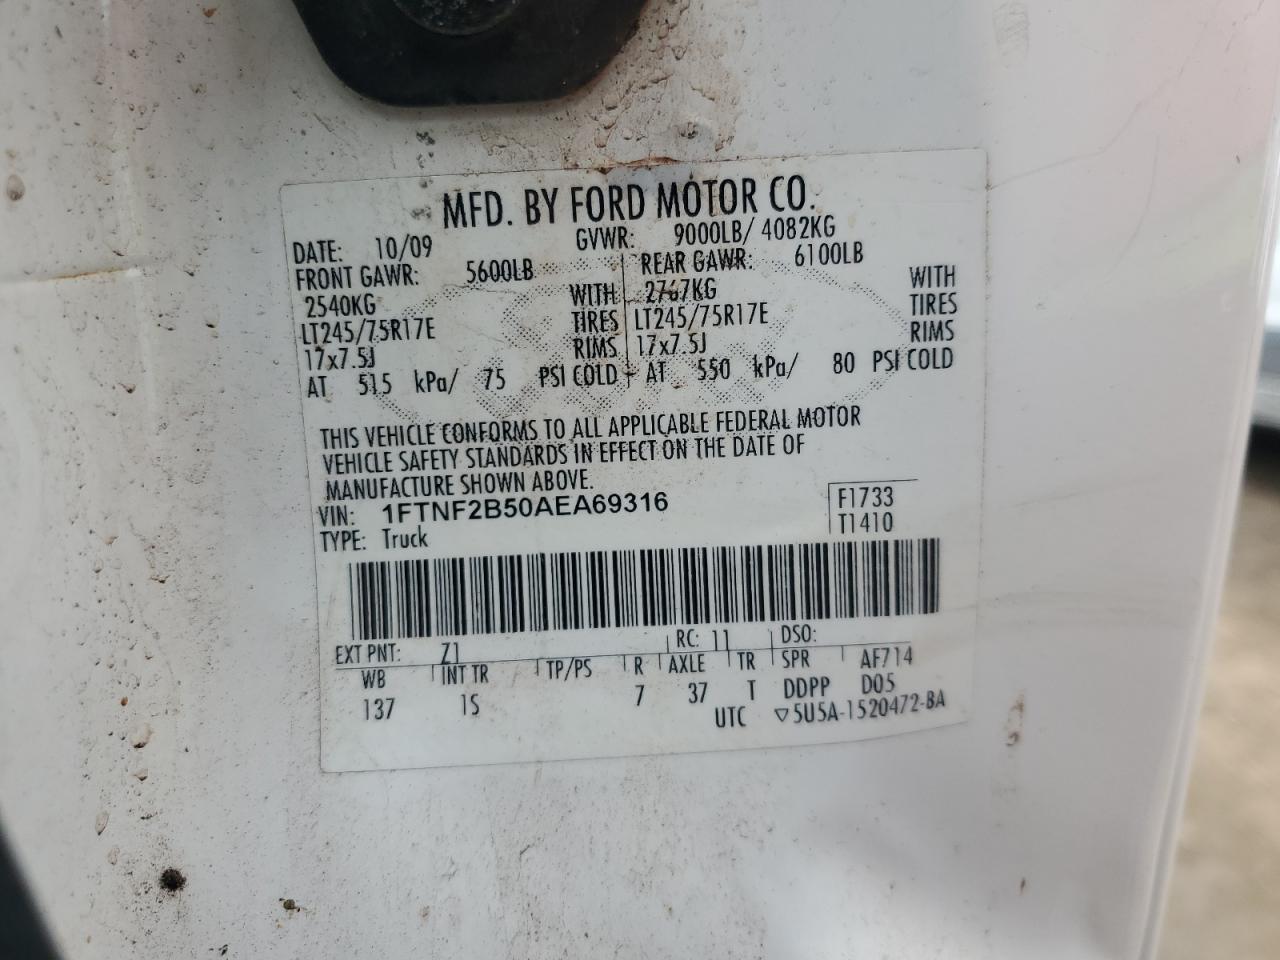 MFD. BY FORD MOTOR CO.
DATE: 10/09 GVWR: 9000LB/ 4082KG
FRONT GAWR: 5600LB REAR GAWR: 6100LB
2540KG WITH 2767KG WITH
LT245/75R17E TIRES LT245/75R17E TIRES
17x7.5J RIMS 17x7.5J RIMS
AT 515 kPa/ 75 PSI COLD AT 550 kPa/ 80 PSI COLD
THIS VEHICLE CONFORMS TO ALL APPLICABLE FEDERAL MOTOR
VEHICLE SAFETY STANDARDS IN EFFECT ON THE DATE OF
MANUFACTURE SHOWN ABOVE.
VIN: 1FTNF2B50AEA69316 F1733
TYPE: Truck T1410
EXT PNT: Z1 RC: 11 DSO:
WB INT TR TP/PS R AXLE TR SPR AF714
137 1S 7 37 T DDPP D05
UTC ▽5U5A-1520472-BA